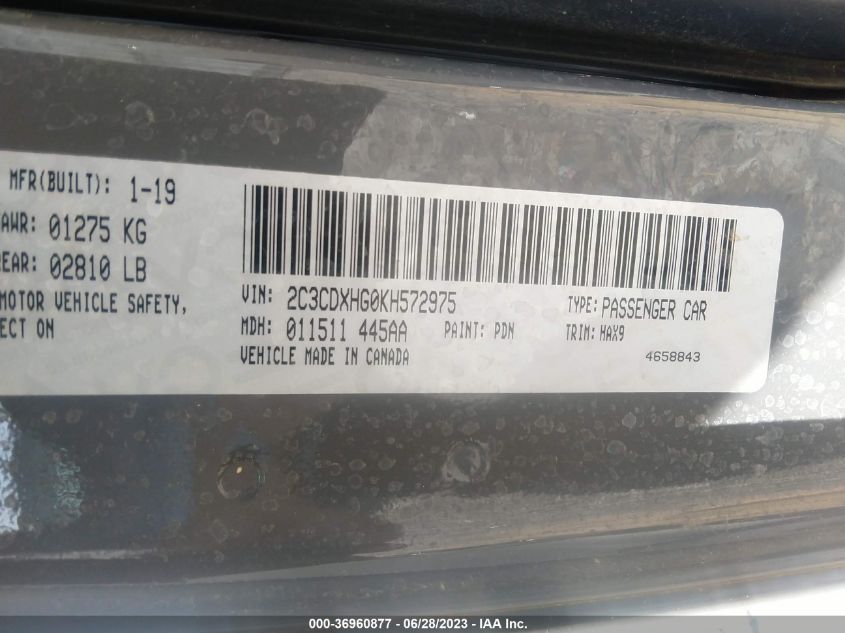 MFR(BUILT): 1-19
AWR: 01275 KG
EAR: 02810 LB
MOTOR VEHICLE SAFETY,
ECT ON
VIN: 2C3CDXHG0KH572975 TYPE: PASSENGER CAR
MDH: 011511 445AA PAINT: PDN TRIM: HAX9
VEHICLE MADE IN CANADA 4658843
000-36960877 - 06/28/2023 - IAA Inc.